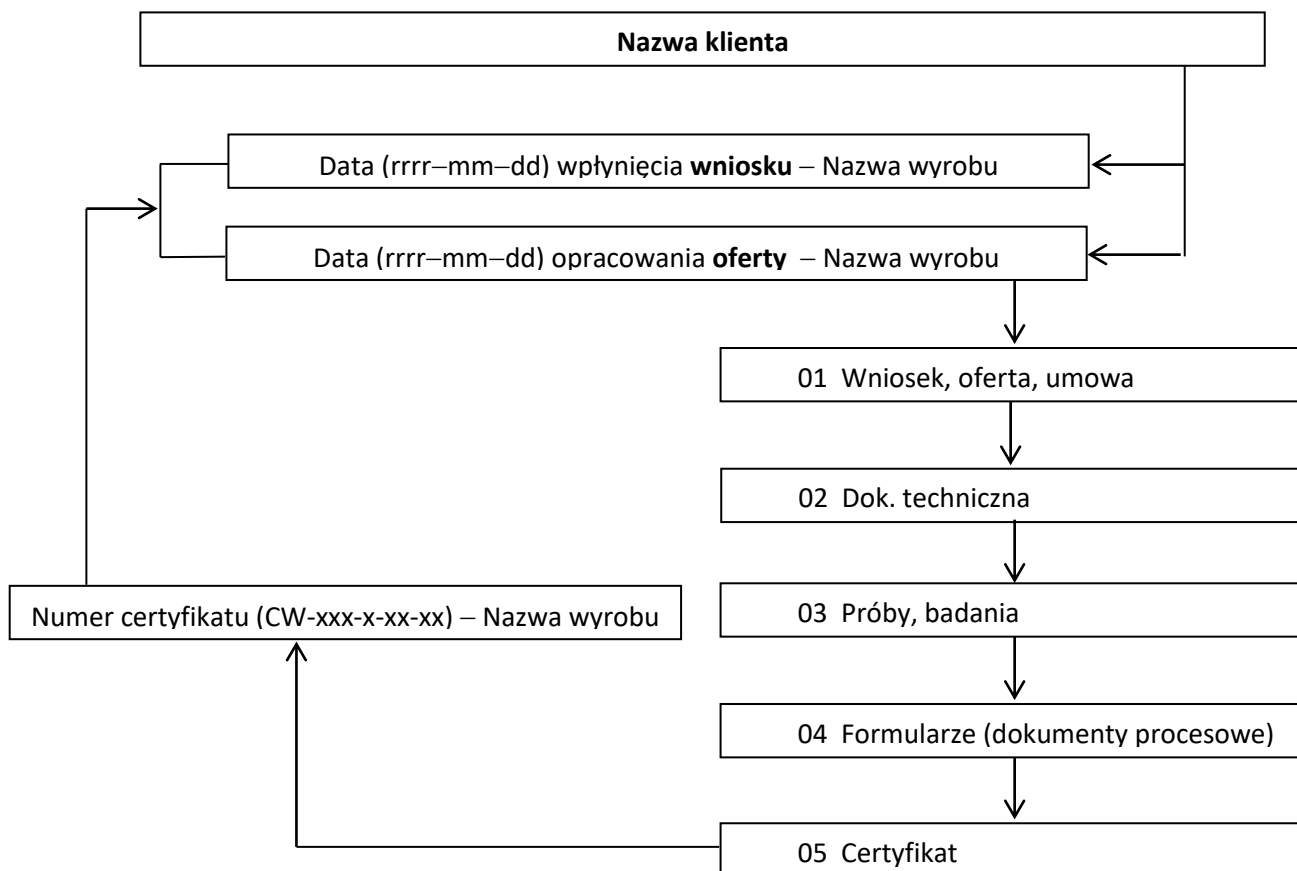 Nazwa klienta
Data (rrrr–mm–dd) wpłynięcia wniosku – Nazwa wyrobu
Data (rrrr–mm–dd) opracowania oferty – Nazwa wyrobu
01 Wniosek, oferta, umowa
02 Dok. techniczna
03 Próby, badania
04 Formularze (dokumenty procesowe)
05 Certyfikat
Numer certyfikatu (CW-xxx-x-xx-xx) – Nazwa wyrobu